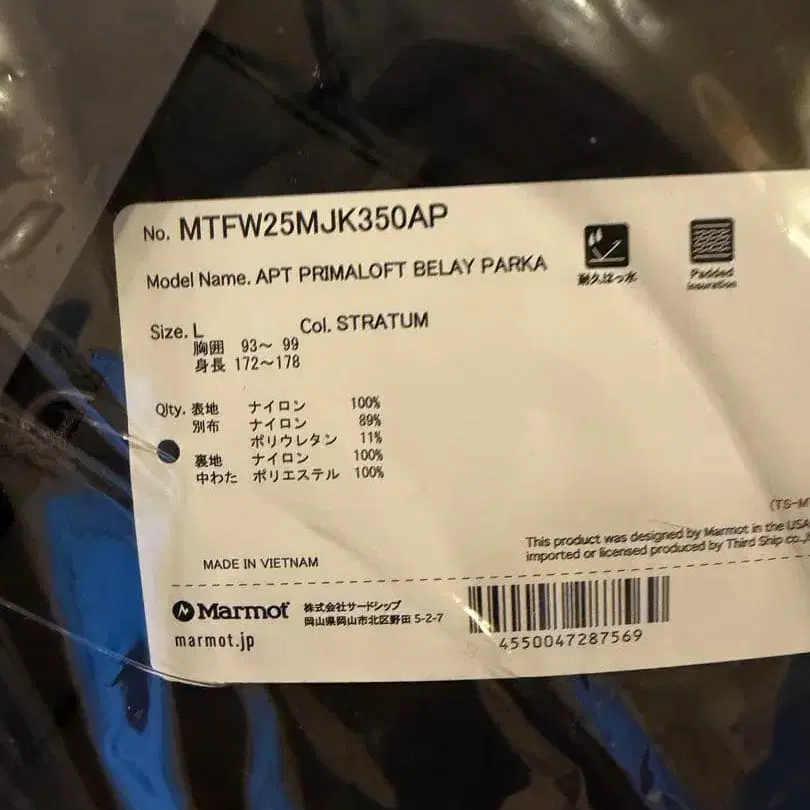 No. MTFW25MJK350AP
Model Name. APT PRIMALOFT BELAY PARKA
耐久はっ水
Padded
Size. L Col. STRATUM
胸囲 93～ 99
身長 172～178
Qlty. 表地 ナイロン 100%
別布 ナイロン 89%
ポリウレタン 11%
裏地 ナイロン 100%
中わた ポリエステル 100%
(TS-M
This product was designed by Marmot in the USA
imported or licensed produced by Third Ship co.,
MADE IN VIETNAM
Marmot 株式会社サードシップ
岡山県岡山市北区野田 5-2-7
marmot.jp
4550047287569